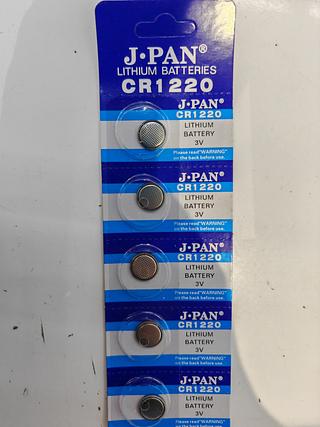 J·PAN®
LITHIUM BATTERIES
CR1220
J·PAN®
CR1220
LITHIUM
BATTERY
3V
Please read "WARNING"
on the back before use.
J·PAN®
CR1220
LITHIUM
BATTERY
3V
Please read "WARNING"
on the back before use.
J·PAN®
CR1220
LITHIUM
BATTERY
3V
Please read "WARNING"
on the back before use.
J·PAN®
CR1220
LITHIUM
BATTERY
3V
Please read "WARNING"
on the back before use.
J·PAN®
CR1220
LITHIUM
BATTERY
3V